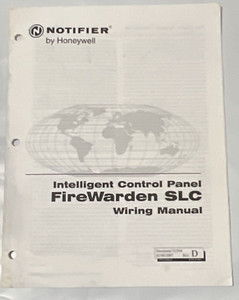 NOTIFIER
by Honeywell
Intelligent Control Panel
FireWarden SLC
Wiring Manual
D